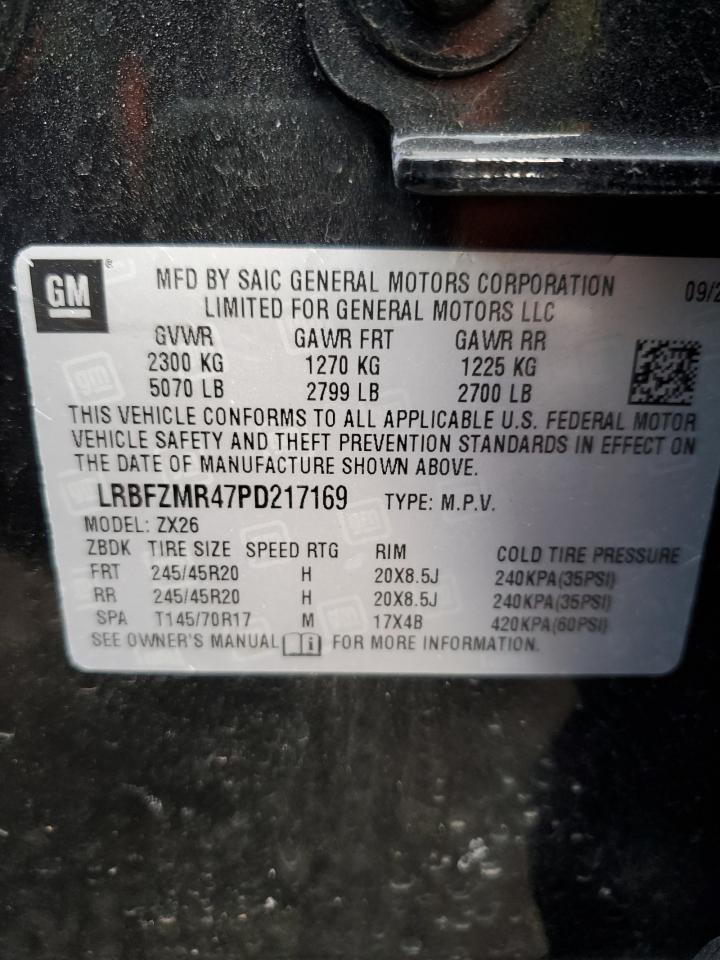 GM
®
MFD BY SAIC GENERAL MOTORS CORPORATION
LIMITED FOR GENERAL MOTORS LLC
GVWR GAWR FRT GAWR RR
2300 KG 1270 KG 1225 KG
5070 LB 2799 LB 2700 LB
THIS VEHICLE CONFORMS TO ALL APPLICABLE U.S. FEDERAL MOTOR
VEHICLE SAFETY AND THEFT PREVENTION STANDARDS IN EFFECT ON
THE DATE OF MANUFACTURE SHOWN ABOVE.
LRBFZMR47PD217169 TYPE: M.P.V.
MODEL: ZX26
ZBDK TIRE SIZE SPEED RTG RIM COLD TIRE PRESSURE
FRT 245/45R20 H 20X8.5J 240KPA(35PSI)
RR 245/45R20 H 20X8.5J 240KPA(35PSI)
SPA T145/70R17 M 17X4B 420KPA(60PSI)
SEE OWNER'S MANUAL i FOR MORE INFORMATION.